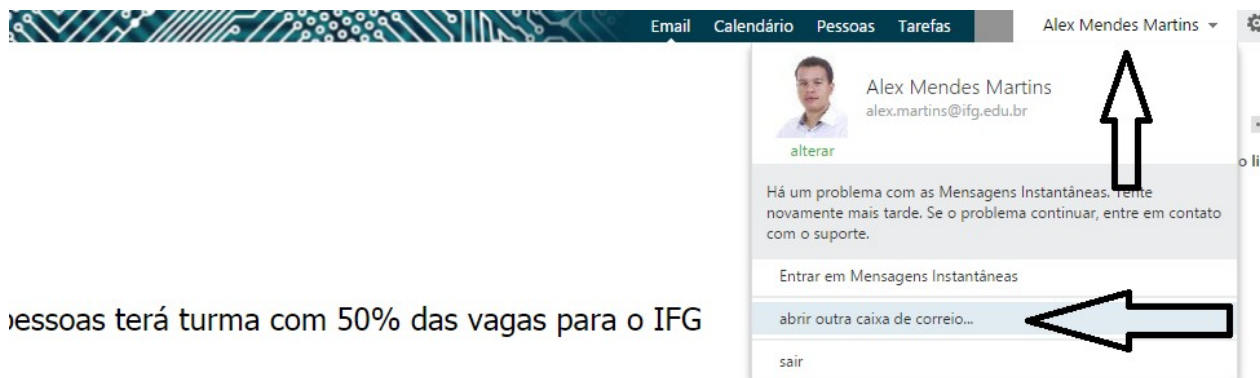 Email Calendário Pessoas Tarefas Alex Mendes Martins
Alex Mendes Martins
alex.martins@ifg.edu.br
alterar
Há um problema com as Mensagens Instantâneas. Tente
novamente mais tarde. Se o problema continuar, entre em contato
com o suporte.
Entrar em Mensagens Instantâneas
essoas terá turma com 50% das vagas para o IFG
abrir outra caixa de correio...
sair